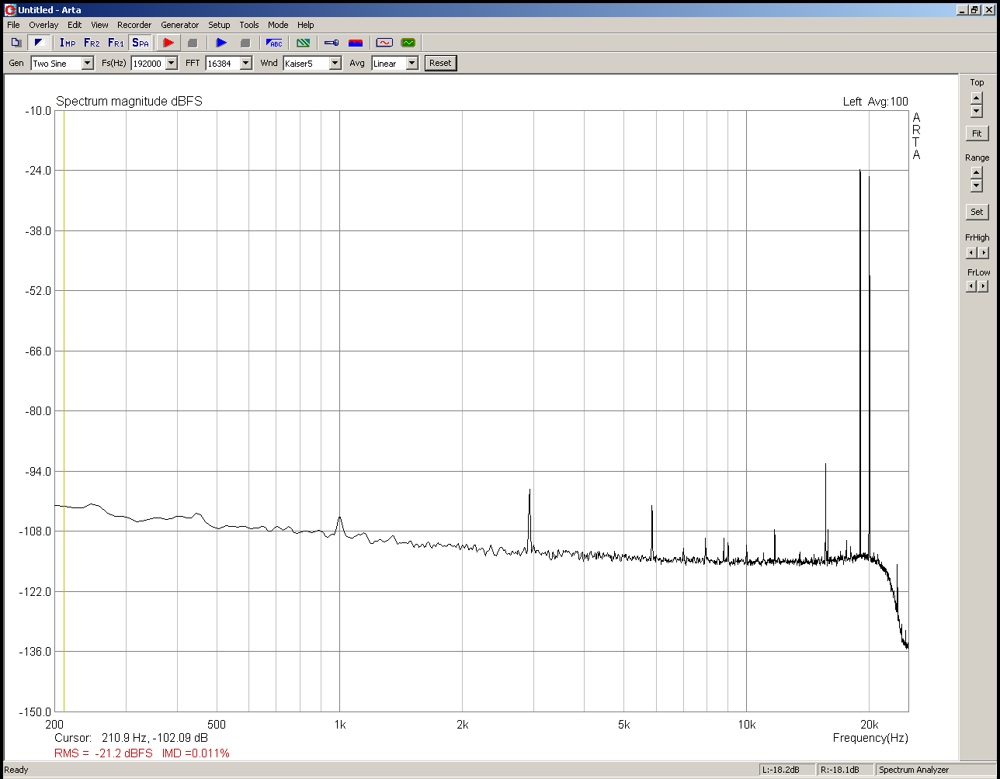 Untitled - Arta
File Overlay Edit View Recorder Generator Setup Tools Mode Help
IMP FR2 FR1 SPA ABC
Gen Two Sine Fs(Hz) 192000 FFT 16384 Wnd Kaiser5 Avg Linear Reset
Spectrum magnitude dBFS Left Avg:100
A
R
T
A
-10.0
-24.0
-38.0
-52.0
-66.0
-80.0
-94.0
-108.0
-122.0
-136.0
-150.0
200 500 1k 2k 5k 10k 20k
Cursor: 210.9 Hz, -102.09 dB Frequency(Hz)
RMS = -21.2 dBFS IMD =0.011%
Top
Fit
Range
Set
FrHigh
FrLow
Ready L:-18.2dB R:-18.1dB Spectrum Analyzer